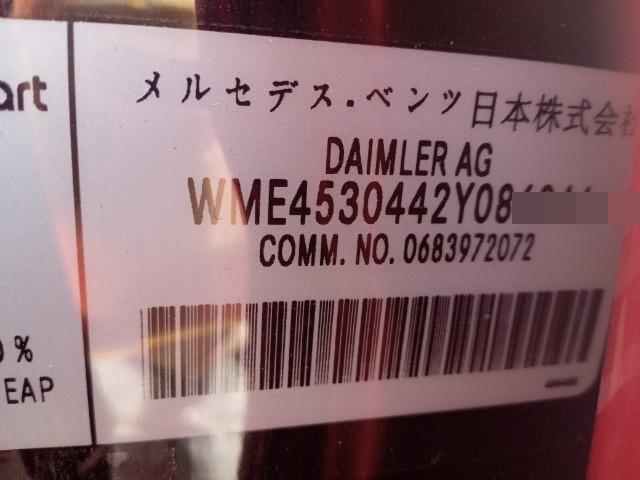 art
メルセデス・ベンツ日本株式会社
DAIMLER AG
WME4530442Y08
COMM. NO. 0683972072
%
EAP